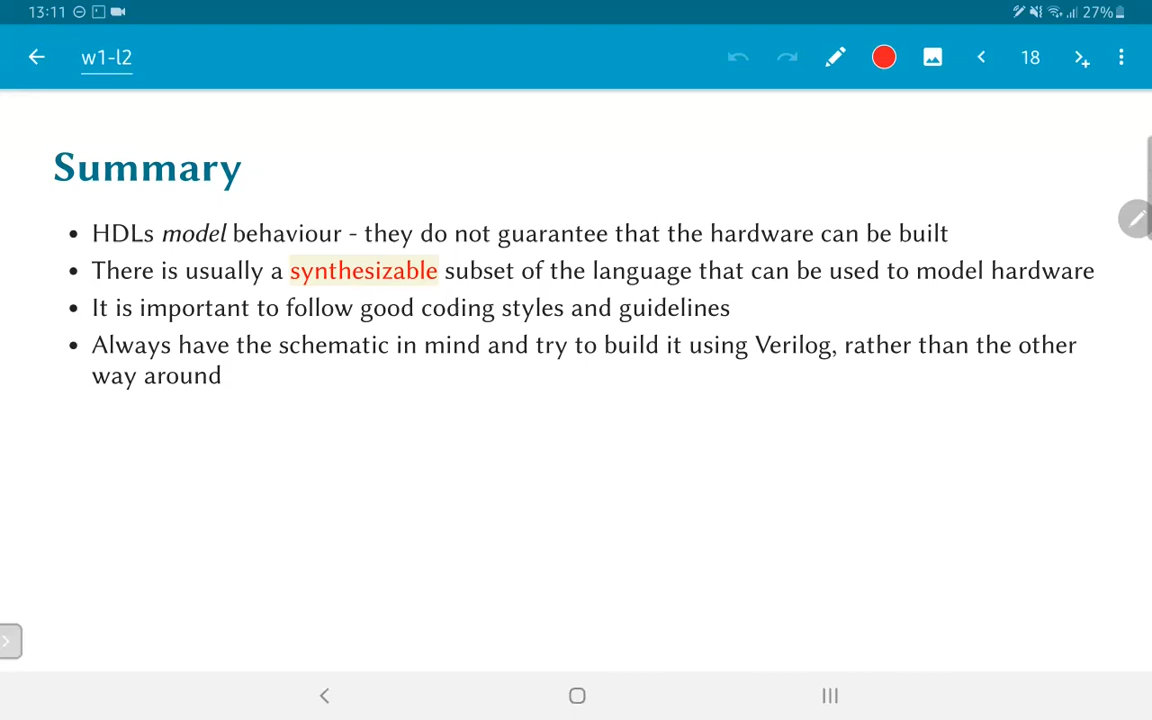 13:11 27%
w1-l2 18
Summary
• HDLs model behaviour - they do not guarantee that the hardware can be built
• There is usually a synthesizable subset of the language that can be used to model hardware
• It is important to follow good coding styles and guidelines
• Always have the schematic in mind and try to build it using Verilog, rather than the other
way around